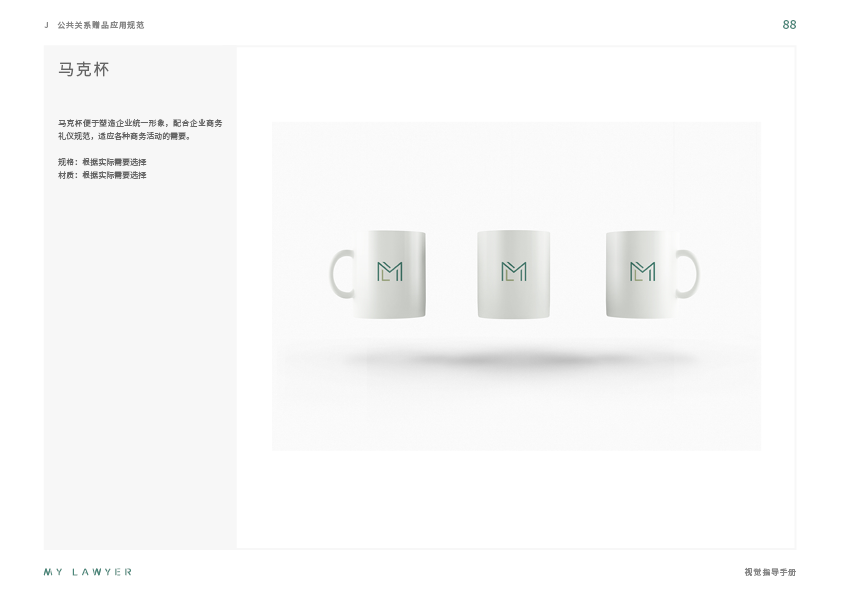 J 公共关系赠品应用规范
88
马克杯
马克杯便于塑造企业统一形象，配合企业商务
礼仪规范，适应各种商务活动的需要。
规格：根据实际需要选择
材质：根据实际需要选择
MY LAWYER
视觉指导手册